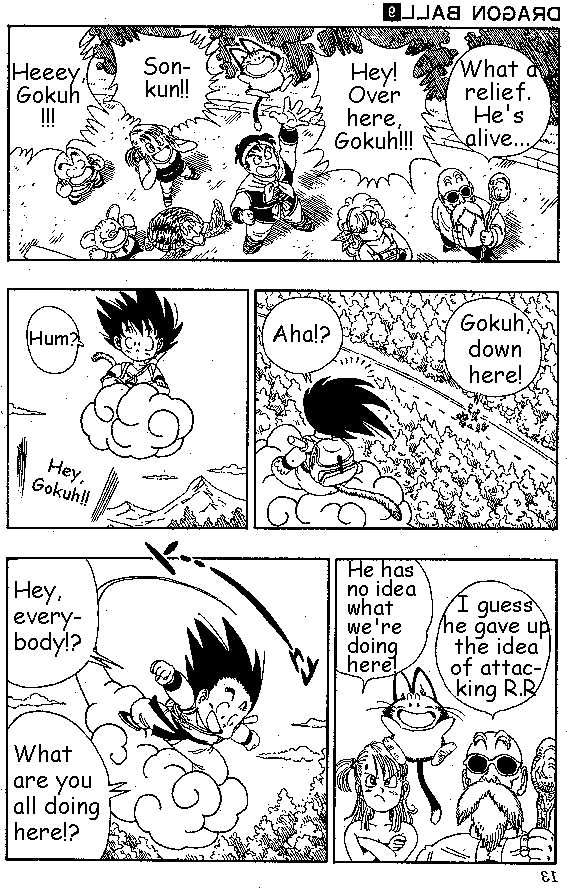 DRAGON BALL 9
Heeey,
Gokuh
!!!
Son-
kun!!
Hey!
Over
here,
Gokuh!!!
What a
relief.
He's
alive...
Hum?
Hey,
Gokuh!!
Aha!?
Gokuh,
down
here!
Hey,
every-
body!?
What
are you
all doing
here!?
He has
no idea
what
we're
doing
here!
I guess
he gave up
the idea
of attac-
king R.R
13